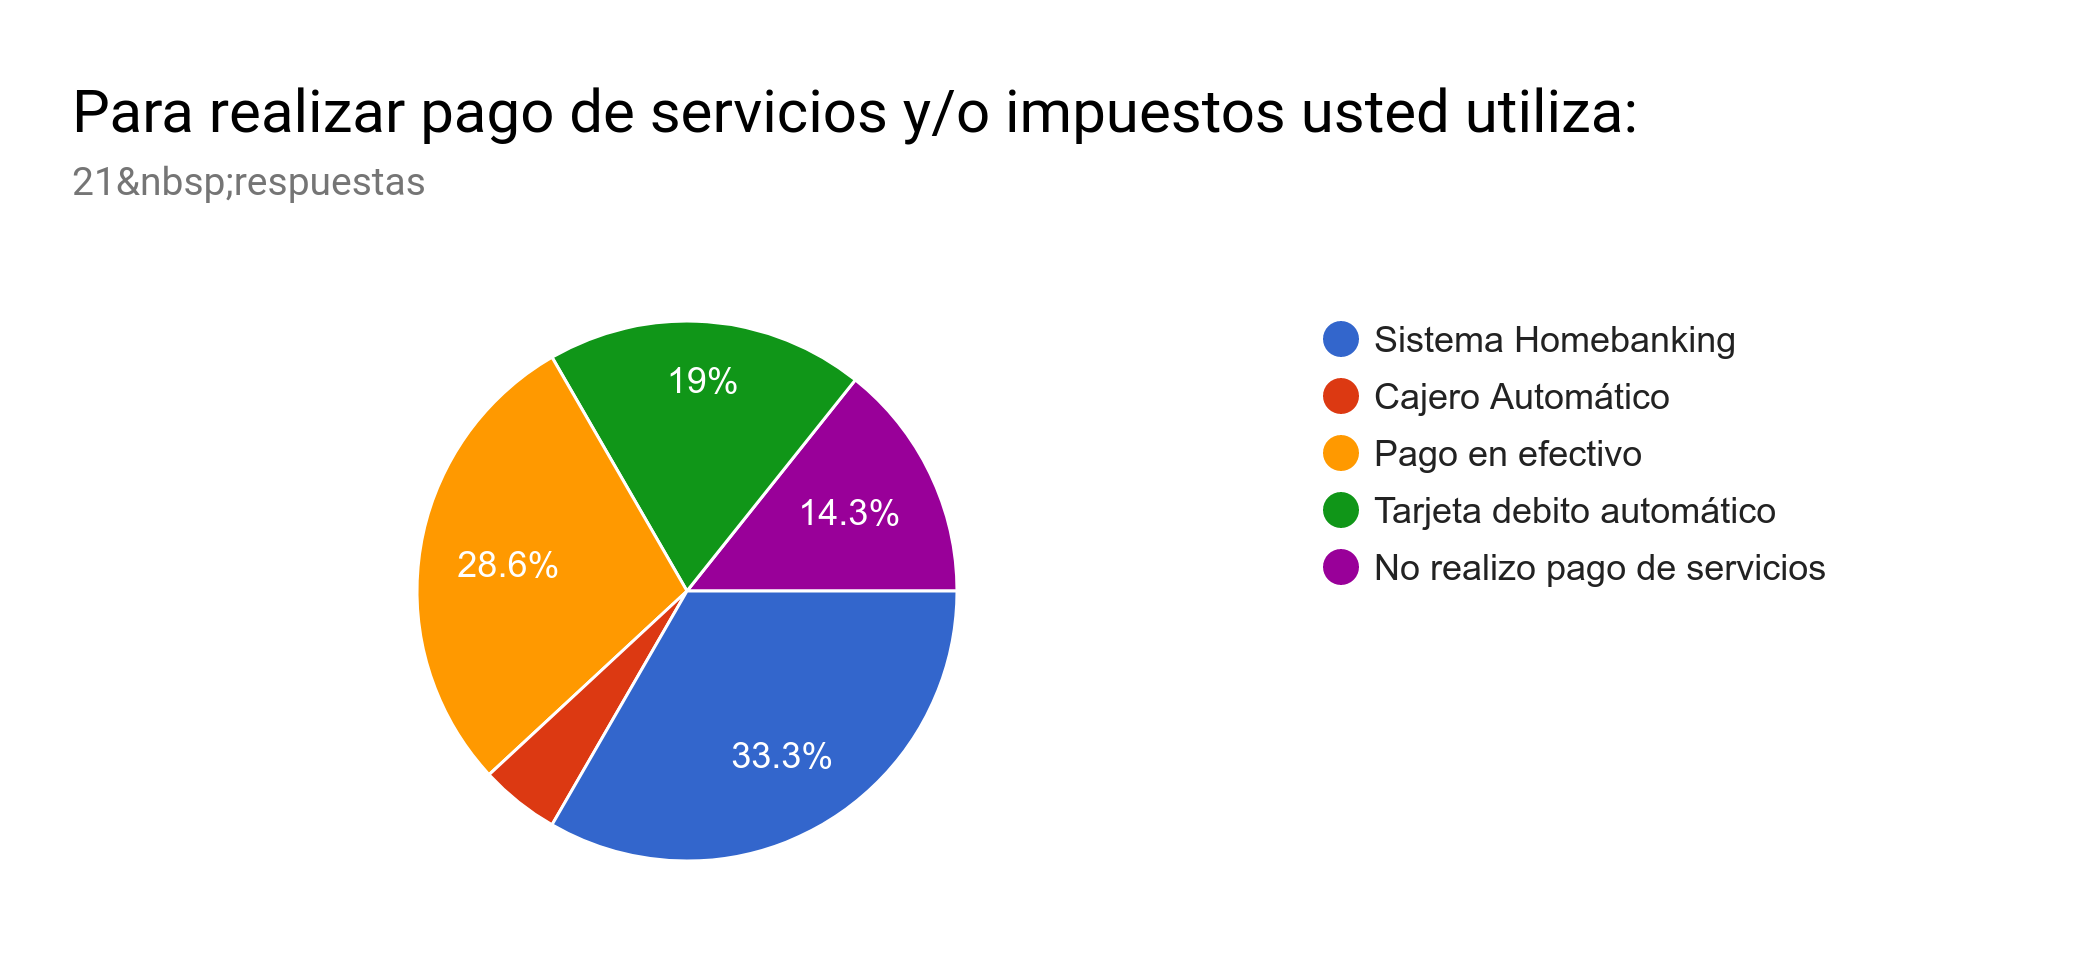 Para realizar pago de servicios y/o impuestos usted utiliza:
21&nbsp;respuestas
19%
14.3%
28.6%
33.3%
Sistema Homebanking
Cajero Automático
Pago en efectivo
Tarjeta debito automático
No realizo pago de servicios